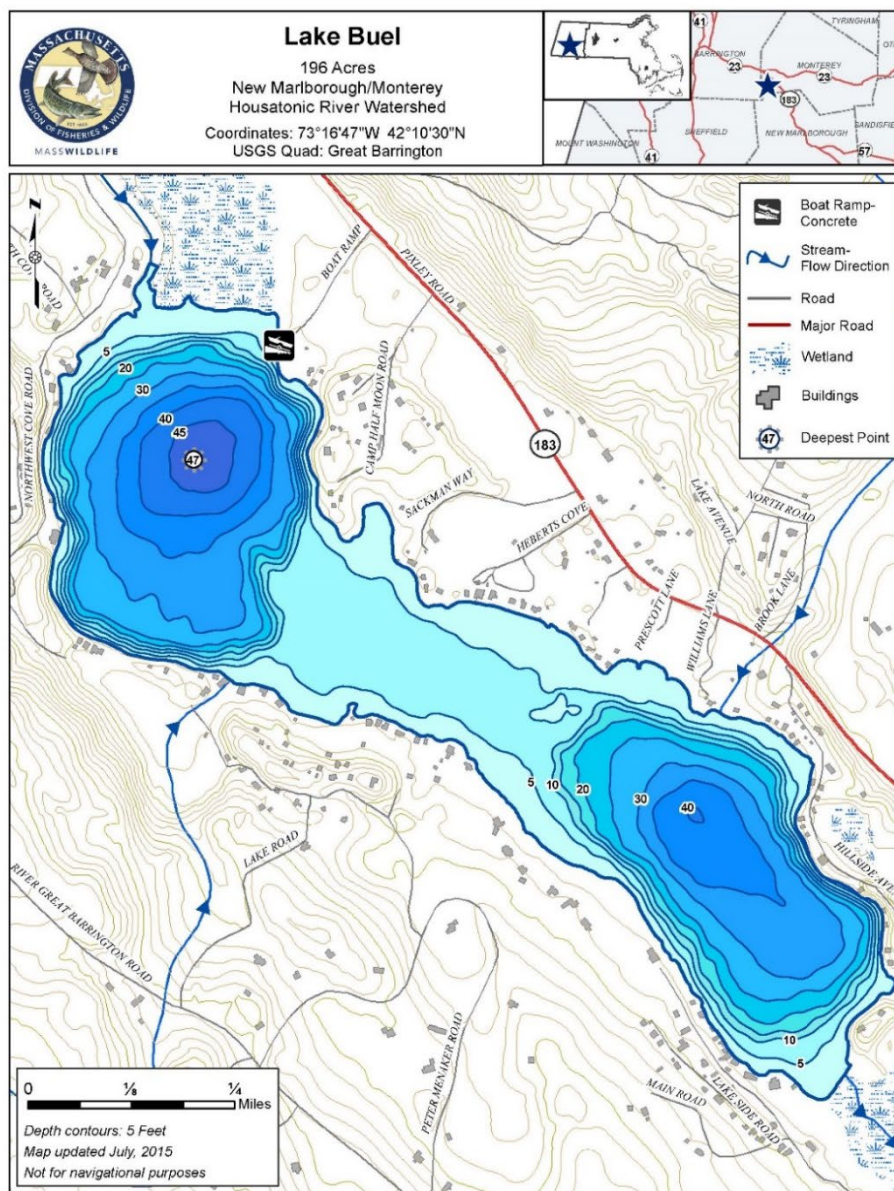 MASSACHUSETTS
DIVISION OF FISHERIES & WILDLIFE
MASSWILDLIFE
Lake Buel
196 Acres
New Marlborough/Monterey
Housatonic River Watershed
Coordinates: 73°16'47"W 42°10'30"N
USGS Quad: Great Barrington
41
TYRINGHAM
BARRINGTON
23
MONTEREY
23
183
SHEFFIELD
NEW MARLBOROUGH
SANDISFIE
MOUNT WASHINGTON
41
57
Boat Ramp-
Concrete
Stream-
Flow Direction
Road
Major Road
Wetland
Buildings
47
Deepest Point
N
ROAD
BOAT RAMP
PIXLEY ROAD
NORTHWEST COVE ROAD
CAMP HALF MOON ROAD
5
20
30
40
45
47
183
SACKMAN WAY
HEBERTS COVE
LAKE AVENUE
NORTH ROAD
PRESCOTT LANE
WILLIAMS LANE
BROOK LANE
5
10
20
30
40
HILLSIDE AVE
LAKE ROAD
RIVER GREAT BARRINGTON ROAD
PETER MENAKER ROAD
10
5
MAIN ROAD
LAKE SIDE ROAD
0 ⅛ ¼
Miles
Depth contours: 5 Feet
Map updated July, 2015
Not for navigational purposes